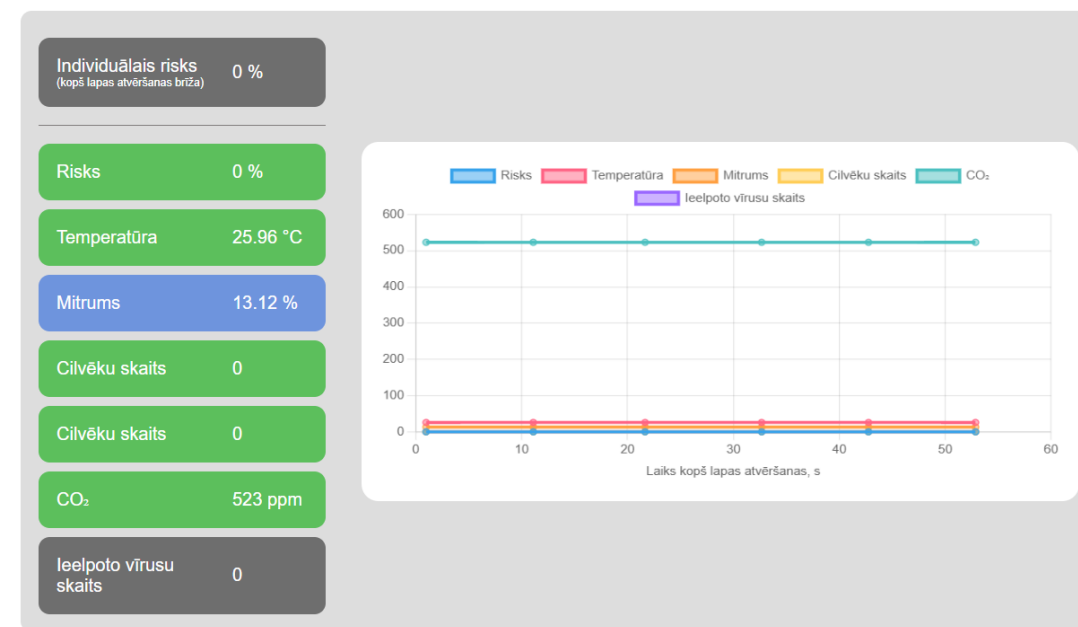 Individuālais risks
(kopš lapas atvēršanas brīža)
0 %
Risks
0 %
Temperatūra
25.96 °C
Mitrums
13.12 %
Cilvēku skaits
0
Cilvēku skaits
0
CO₂
523 ppm
Ieelpoto vīrusu
skaits
0
Risks Temperatūra Mitrums Cilvēku skaits CO₂
Ieelpoto vīrusu skaits
600
500
400
300
200
100
0
0 10 20 30 40 50 60
Laiks kopš lapas atvēršanas, s